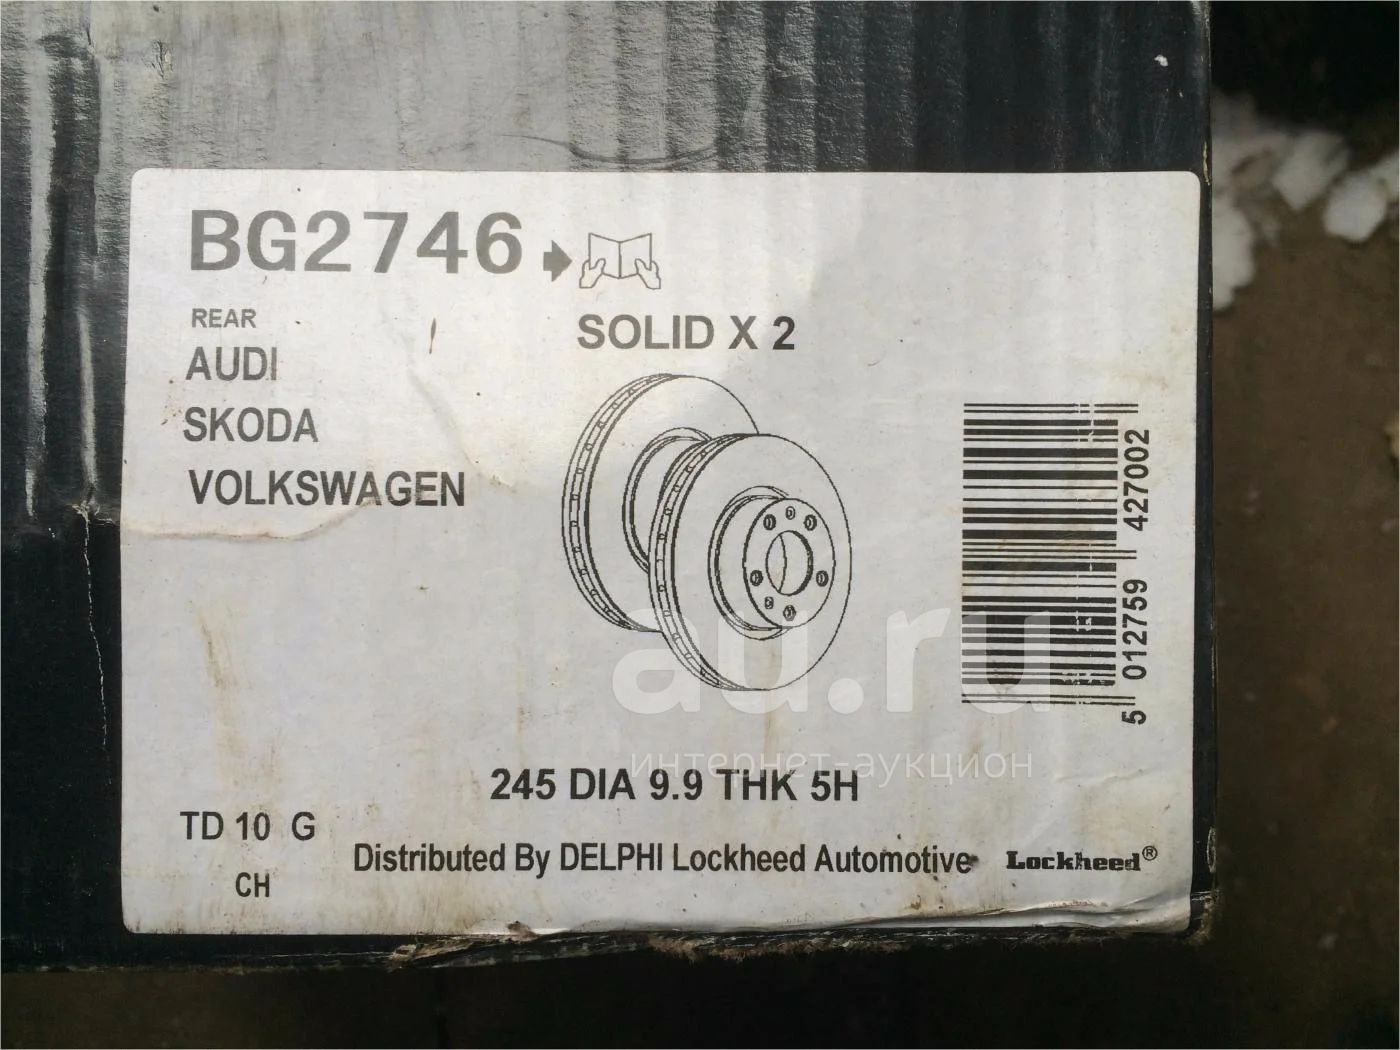 BG2746
REAR
AUDI
SKODA
VOLKSWAGEN
SOLID X 2
5 012759 427002
au.ru
интернет-аукцион
245 DIA 9.9 THK 5H
TD 10 G
CH
Distributed By DELPHI Lockheed Automotive
Lockheed®